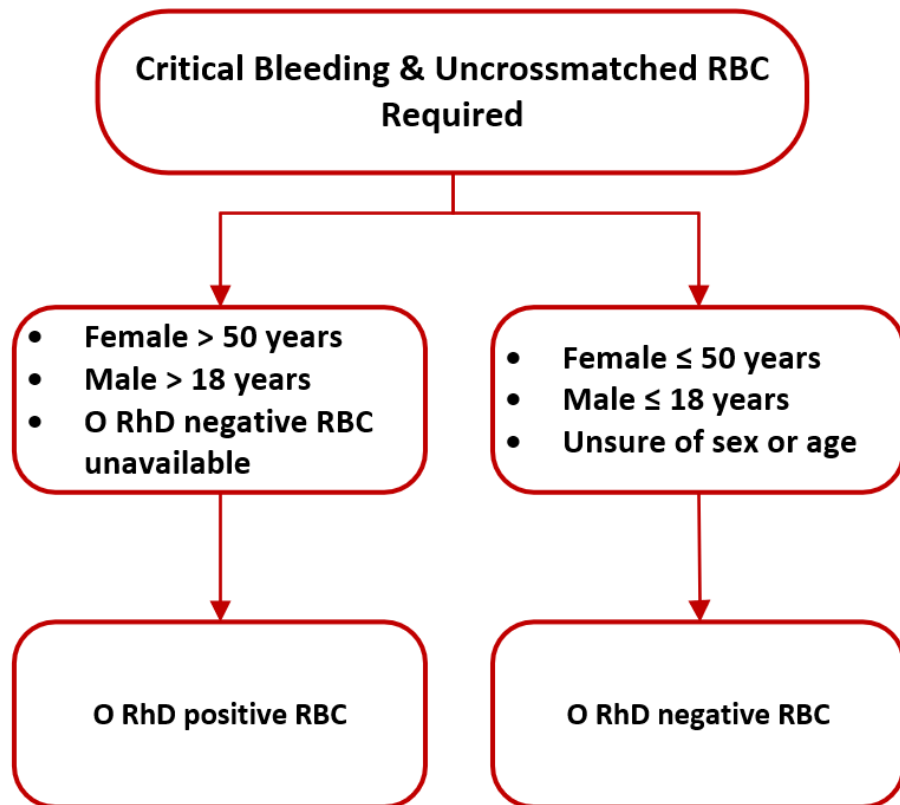 Critical Bleeding & Uncrossmatched RBC
Required
• Female > 50 years
• Male > 18 years
• O RhD negative RBC
unavailable
• Female ≤ 50 years
• Male ≤ 18 years
• Unsure of sex or age
O RhD positive RBC
O RhD negative RBC